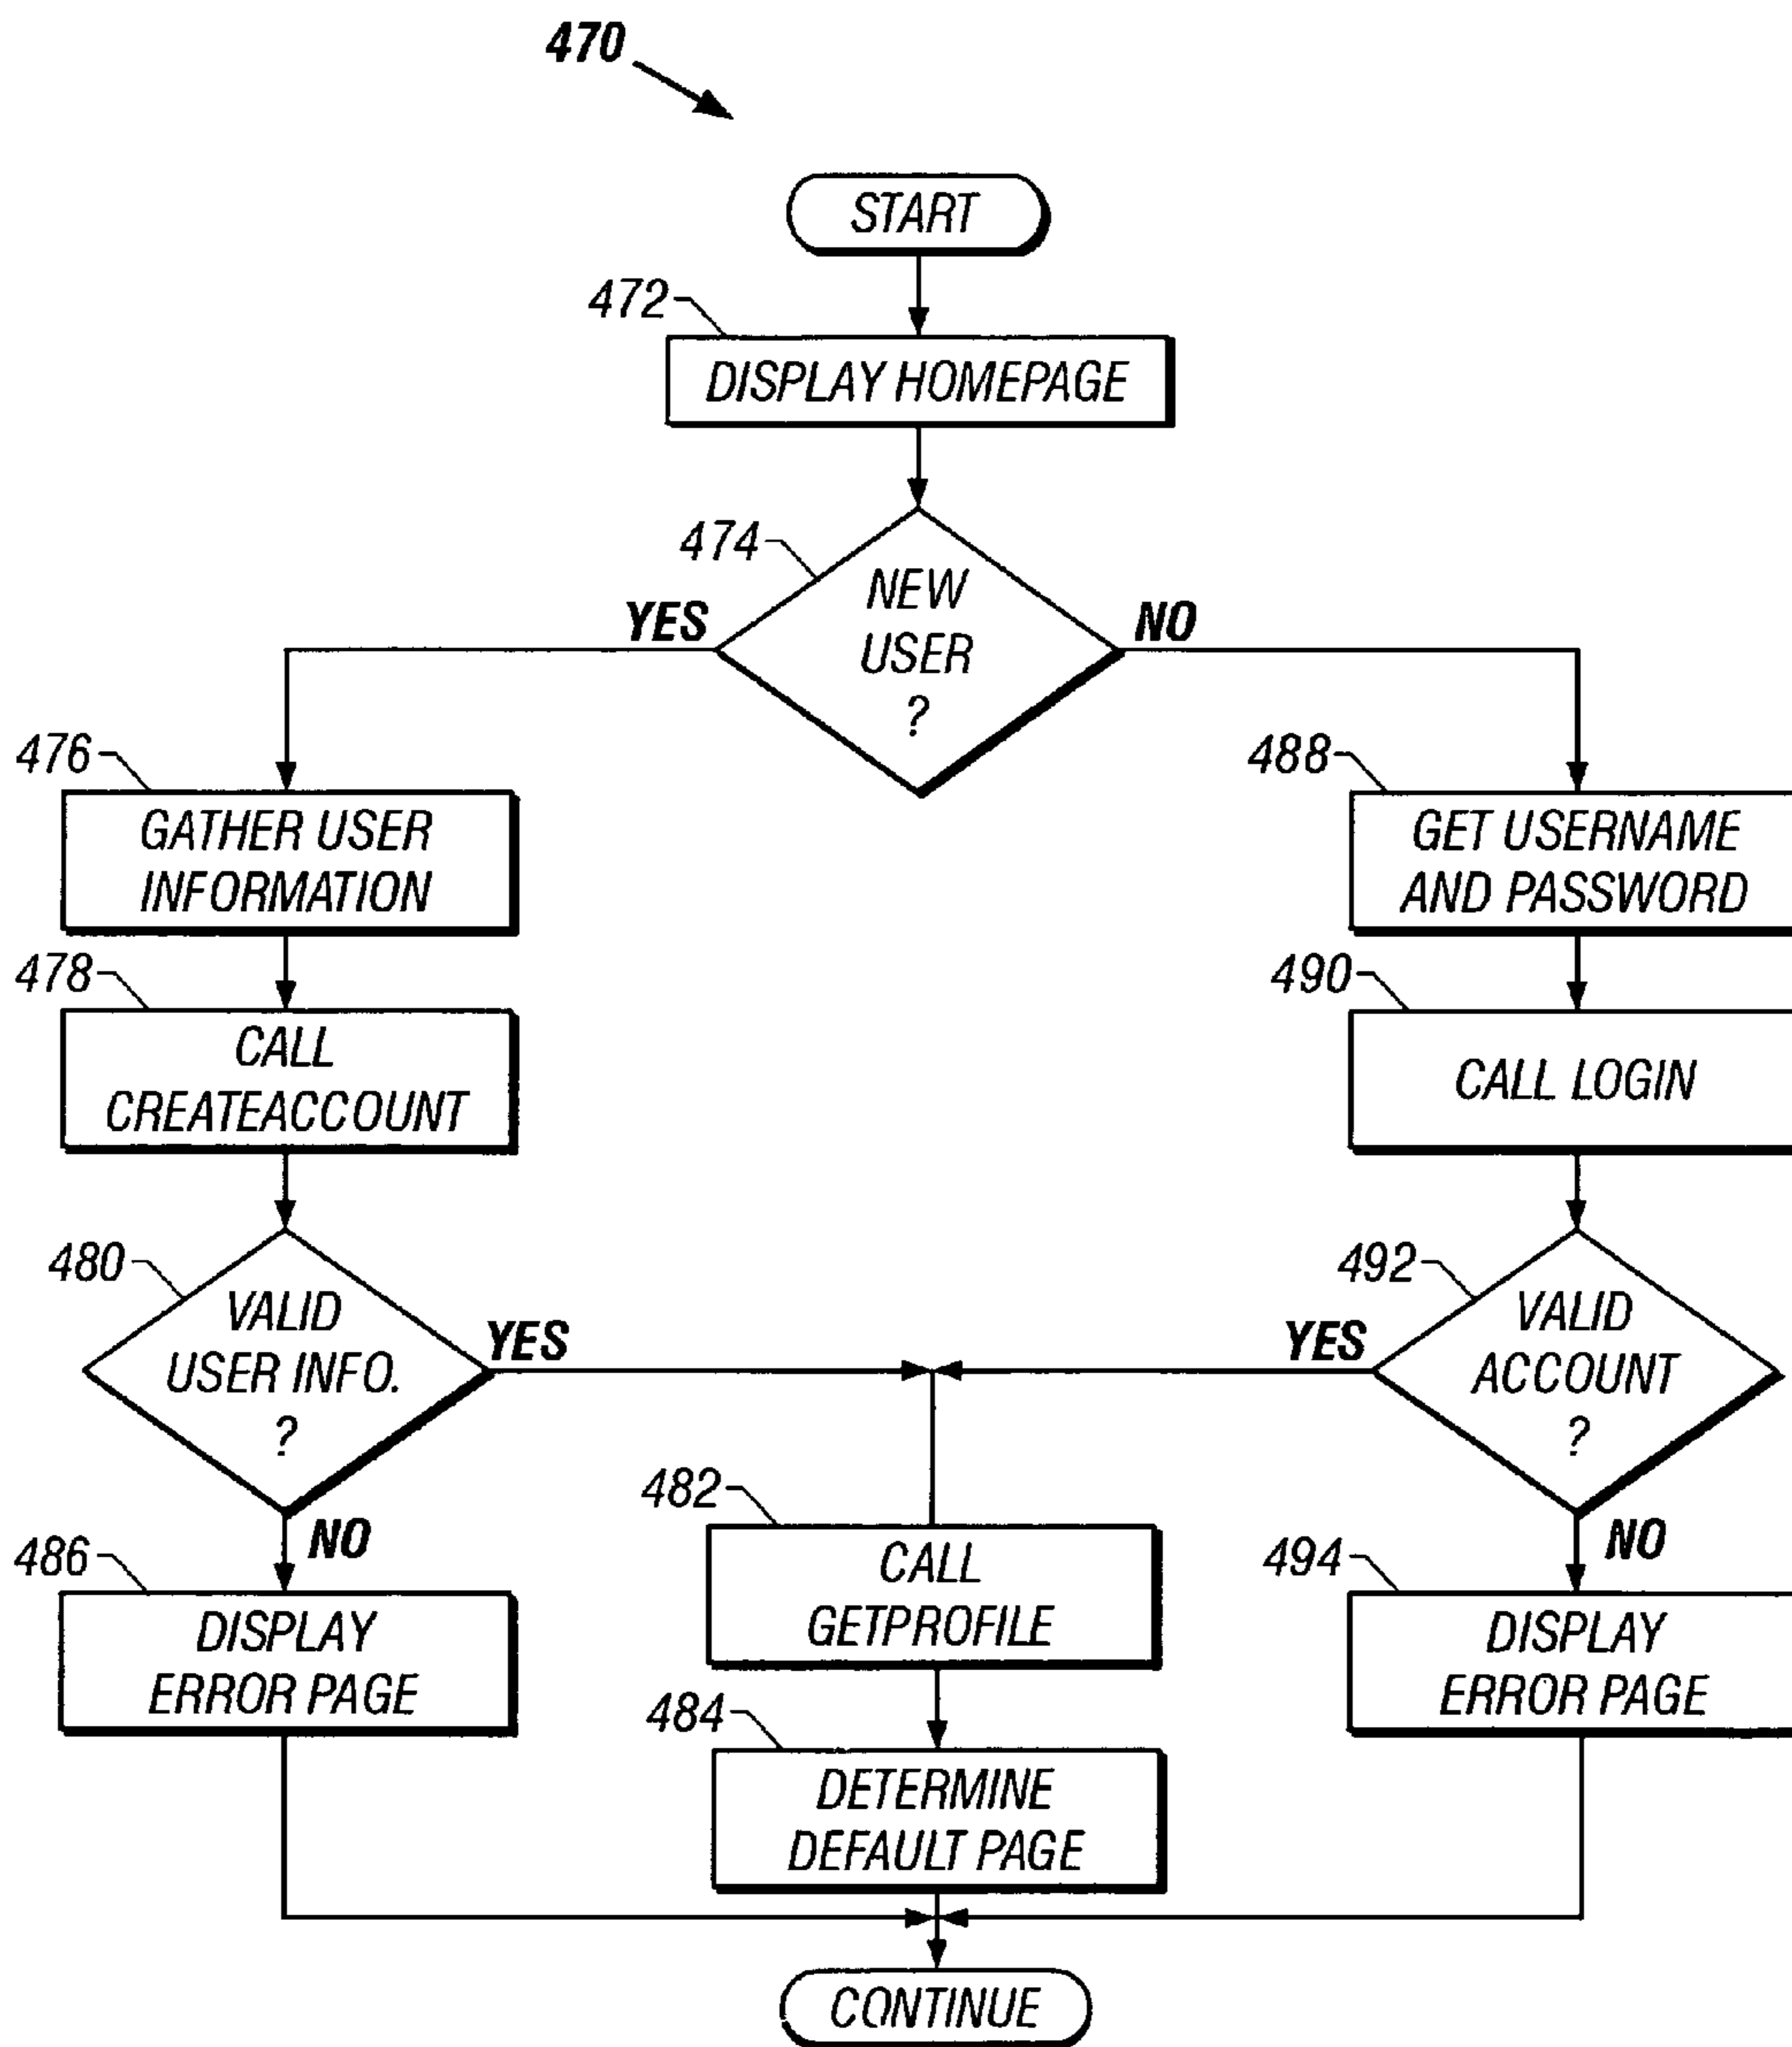 470
START
472
DISPLAY HOMEPAGE
474
NEW
USER
?
YES
NO
476
GATHER USER
INFORMATION
488
GET USERNAME
AND PASSWORD
478
CALL
CREATEACCOUNT
490
CALL LOGIN
480
VALID
USER INFO.
?
YES
492
VALID
ACCOUNT
?
YES
482
CALL
GETPROFILE
NO
486
DISPLAY
ERROR PAGE
NO
494
DISPLAY
ERROR PAGE
484
DETERMINE
DEFAULT PAGE
CONTINUE